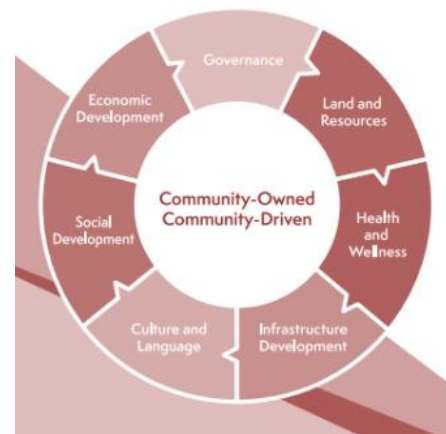 Governance
Land and
Resources
Health
and
Wellness
Infrastructure
Development
Culture and
Language
Social
Development
Economic
Development
Community-Owned
Community-Driven